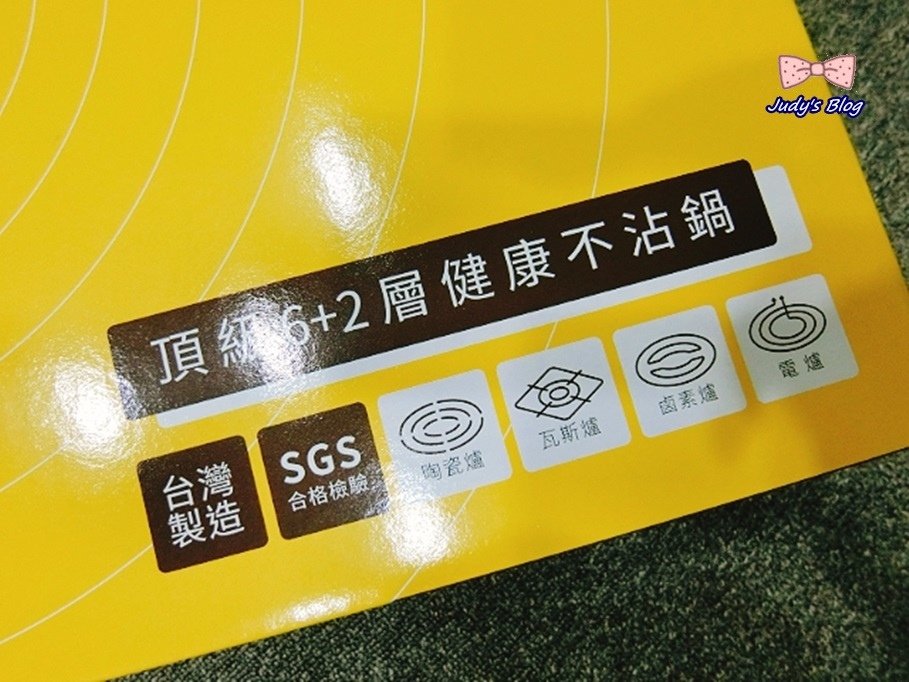 Judy's Blog
頂級6+2層健康不沾鍋
台灣
製造
SGS
合格檢驗
陶瓷爐
瓦斯爐
鹵素爐
電爐